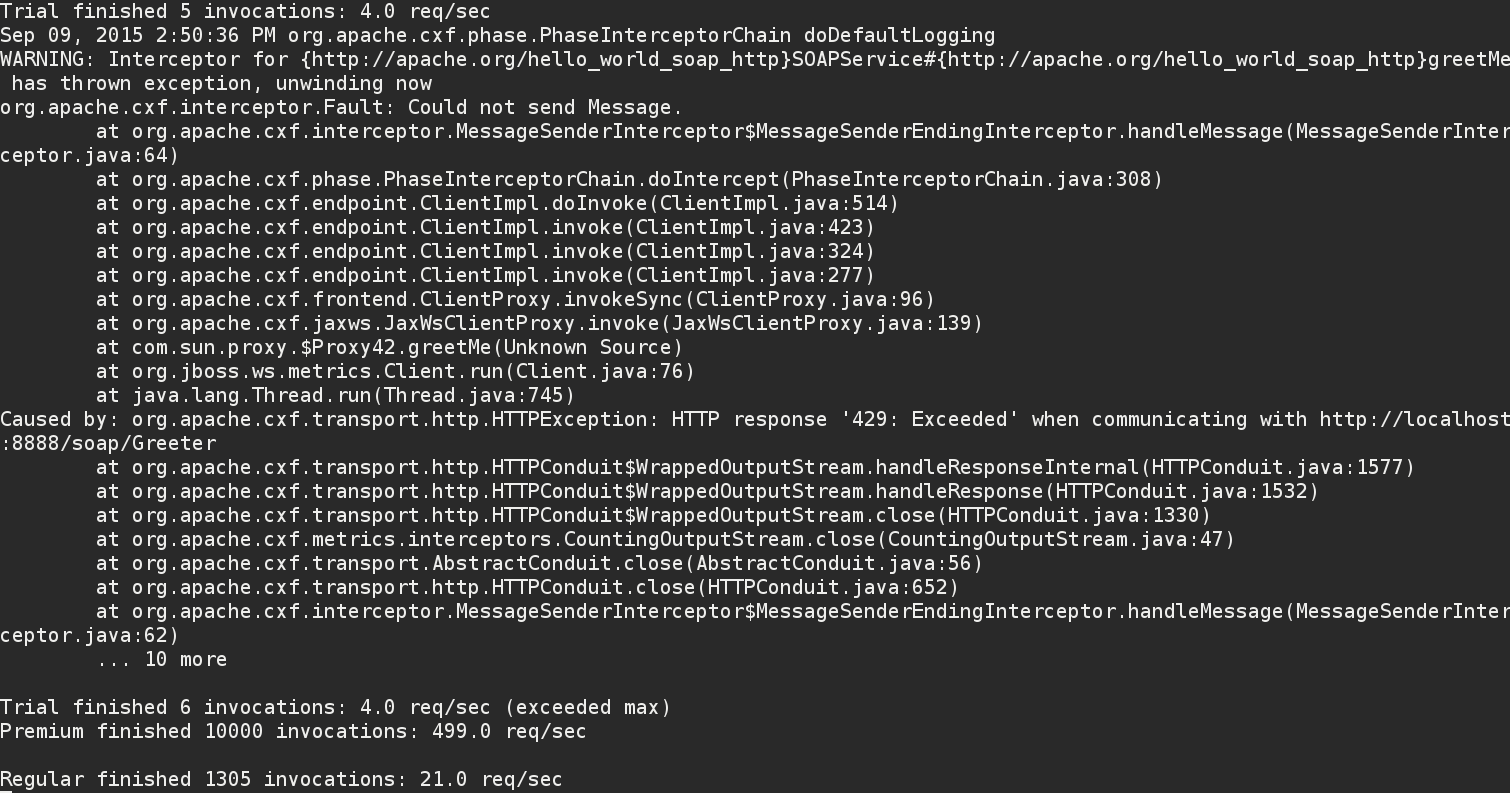 Trial finished 5 invocations: 4.0 req/sec
Sep 09, 2015 2:50:36 PM org.apache.cxf.phase.PhaseInterceptorChain doDefaultLogging
WARNING: Interceptor for {http://apache.org/hello_world_soap_http}SOAPService#{http://apache.org/hello_world_soap_http}greetMe
 has thrown exception, unwinding now
org.apache.cxf.interceptor.Fault: Could not send Message.
        at org.apache.cxf.interceptor.MessageSenderInterceptor$MessageSenderEndingInterceptor.handleMessage(MessageSenderInter
ceptor.java:64)
        at org.apache.cxf.phase.PhaseInterceptorChain.doIntercept(PhaseInterceptorChain.java:308)
        at org.apache.cxf.endpoint.ClientImpl.doInvoke(ClientImpl.java:514)
        at org.apache.cxf.endpoint.ClientImpl.invoke(ClientImpl.java:423)
        at org.apache.cxf.endpoint.ClientImpl.invoke(ClientImpl.java:324)
        at org.apache.cxf.endpoint.ClientImpl.invoke(ClientImpl.java:277)
        at org.apache.cxf.frontend.ClientProxy.invokeSync(ClientProxy.java:96)
        at org.apache.cxf.jaxws.JaxWsClientProxy.invoke(JaxWsClientProxy.java:139)
        at com.sun.proxy.$Proxy42.greetMe(Unknown Source)
        at org.jboss.ws.metrics.Client.run(Client.java:76)
        at java.lang.Thread.run(Thread.java:745)
Caused by: org.apache.cxf.transport.http.HTTPException: HTTP response '429: Exceeded' when communicating with http://localhost
:8888/soap/Greeter
        at org.apache.cxf.transport.http.HTTPConduit$WrappedOutputStream.handleResponseInternal(HTTPConduit.java:1577)
        at org.apache.cxf.transport.http.HTTPConduit$WrappedOutputStream.handleResponse(HTTPConduit.java:1532)
        at org.apache.cxf.transport.http.HTTPConduit$WrappedOutputStream.close(HTTPConduit.java:1330)
        at org.apache.cxf.metrics.interceptors.CountingOutputStream.close(CountingOutputStream.java:47)
        at org.apache.cxf.transport.AbstractConduit.close(AbstractConduit.java:56)
        at org.apache.cxf.transport.http.HTTPConduit.close(HTTPConduit.java:652)
        at org.apache.cxf.interceptor.MessageSenderInterceptor$MessageSenderEndingInterceptor.handleMessage(MessageSenderInter
ceptor.java:62)
        ... 10 more

Trial finished 6 invocations: 4.0 req/sec (exceeded max)
Premium finished 10000 invocations: 499.0 req/sec

Regular finished 1305 invocations: 21.0 req/sec